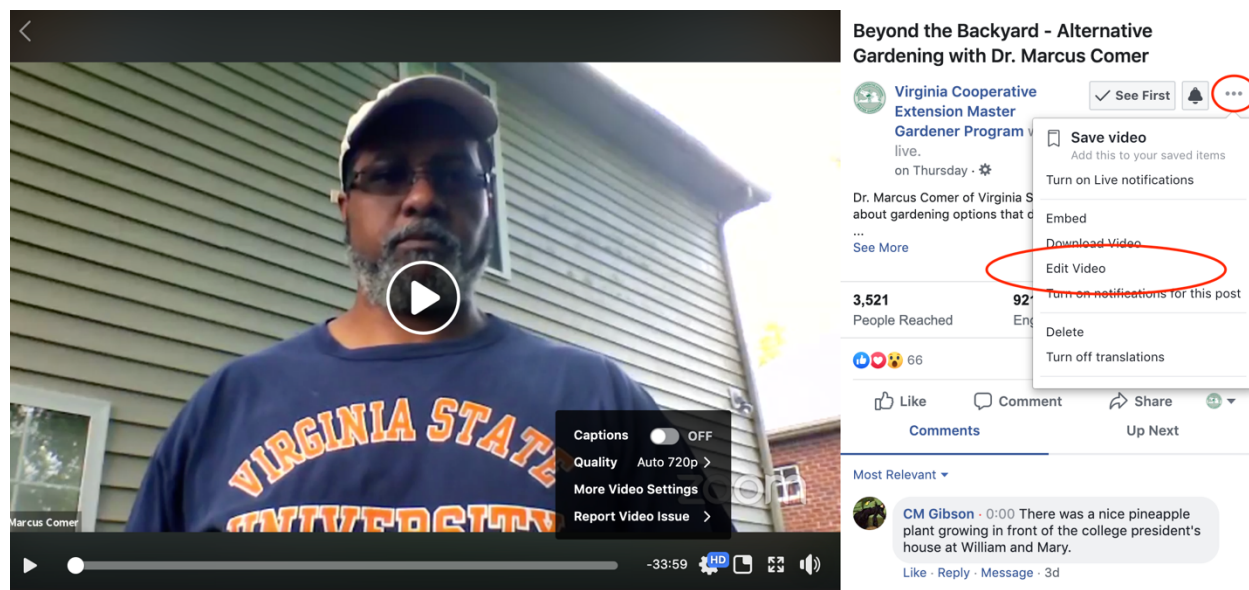 Beyond the Backyard - Alternative
Gardening with Dr. Marcus Comer
Virginia Cooperative
Extension Master
Gardener Program
live.
on Thursday ·
See First
Save video
Add this to your saved items
Turn on Live notifications
Embed
Download Video
Edit Video
Turn on notifications for this post
Delete
Turn off translations
Dr. Marcus Comer of Virginia S
about gardening options that d
...
See More
3,521
People Reached
92
Eng
66
Like
Comment
Share
Comments
Up Next
Most Relevant
CM Gibson · 0:00 There was a nice pineapple
plant growing in front of the college president's
house at William and Mary.
Like · Reply · Message · 3d
VIRGINIA STATE
UNIVERSITY
Captions OFF
Quality Auto 720p
More Video Settings
Report Video Issue
zoom
Marcus Comer
-33:59
HD